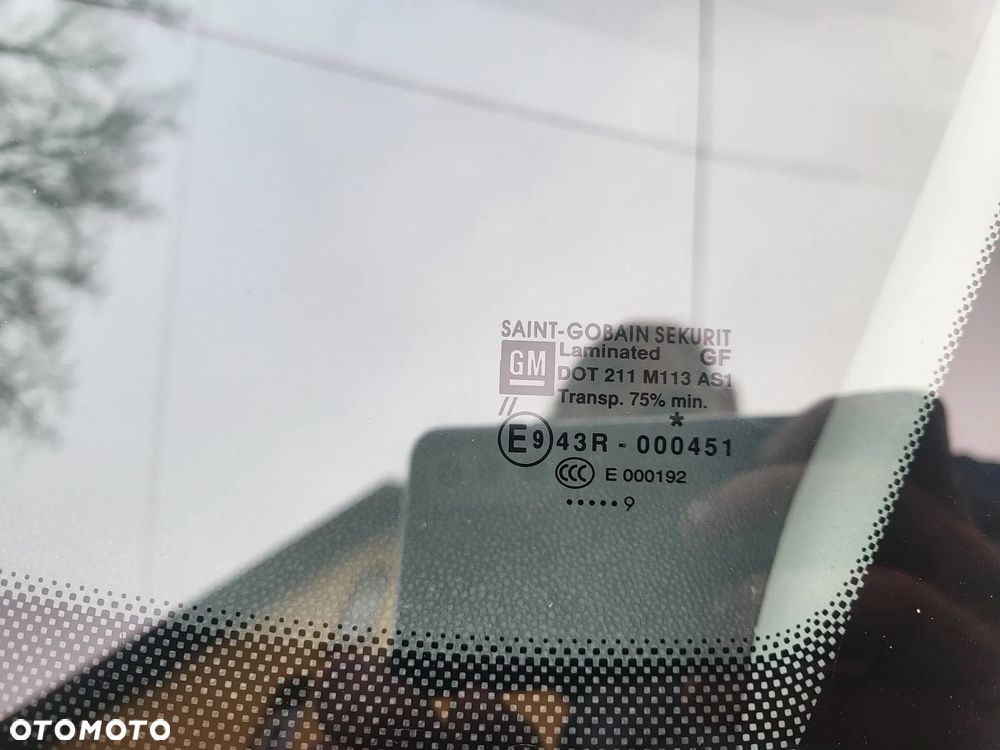 SAINT-GOBAIN SEKURIT
GM Laminated GF
DOT 211 M113 AS1
Transp. 75% min.
// *
E9 43R - 000451
CCC E 000192
•••••9
OTOMOTO